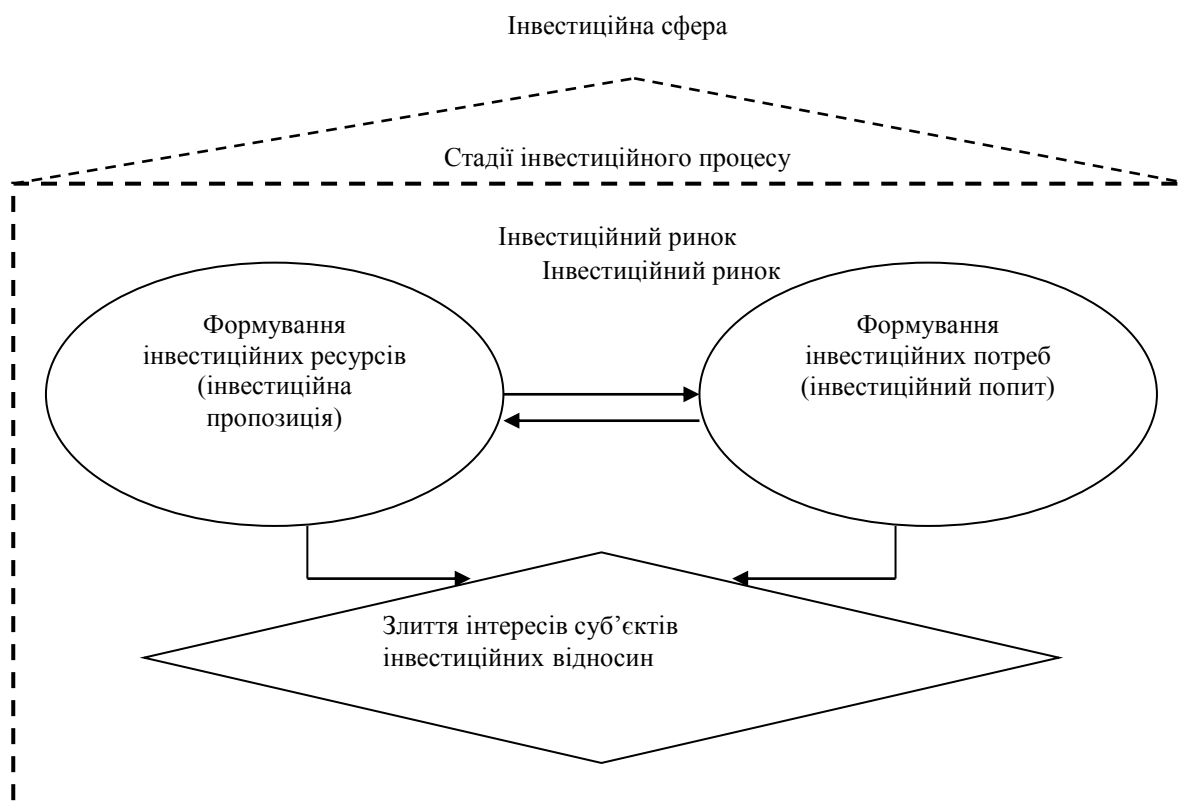 Інвестиційна сфера
Стадії інвестиційного процесу
Інвестиційний ринок
Інвестиційний ринок
Формування
інвестиційних ресурсів
(інвестиційна
пропозиція)
Формування
інвестиційних потреб
(інвестиційний попит)
Злиття інтересів суб’єктів
інвестиційних відносин